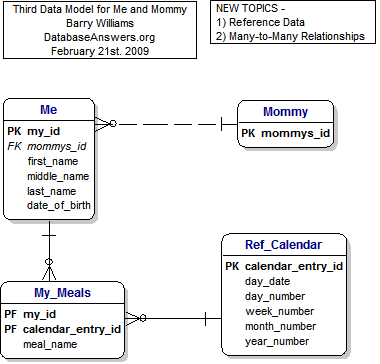 Third Data Model for Me and Mommy
Barry Williams
DatabaseAnswers.org
February 21st. 2009
NEW TOPICS -
1) Reference Data
2) Many-to-Many Relationships
Me
PK my_id
FK mommys_id
first_name
middle_name
last_name
date_of_birth
Mommy
PK mommys_id
My_Meals
PF my_id
PF calendar_entry_id
meal_name
Ref_Calendar
PK calendar_entry_id
day_date
day_number
week_number
month_number
year_number